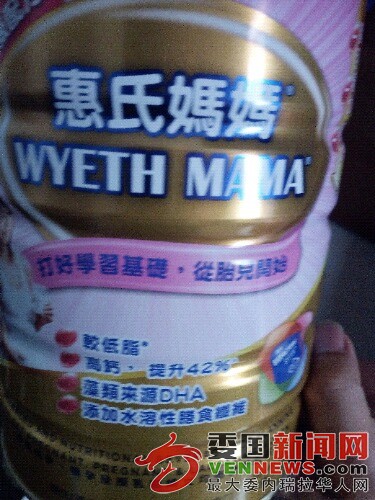 惠氏媽媽
WYETH MAMA
打好學習基礎，從胎兒開始
較低脂*
高鈣，提升42%^
藻類來源DHA
添加水溶性膳食纖維
委国新闻网
VENNEWS.com
最大委内瑞拉华人网